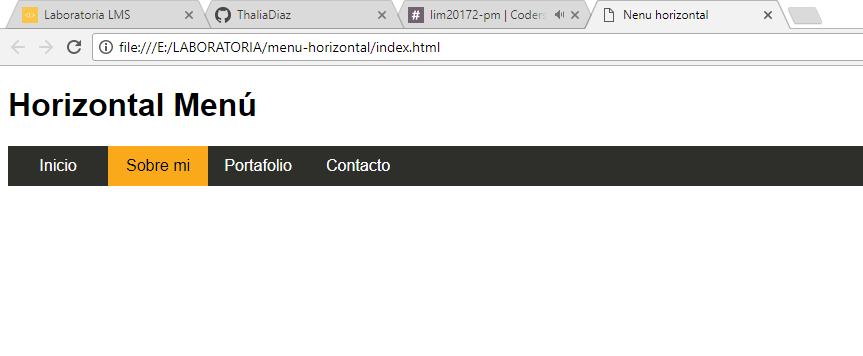 Laboratoria LMS
ThaliaDiaz
lim20172-pm | Coders
Nenu horizontal
file:///E:/LABORATORIA/menu-horizontal/index.html
Horizontal Menú
Inicio Sobre mi Portafolio Contacto